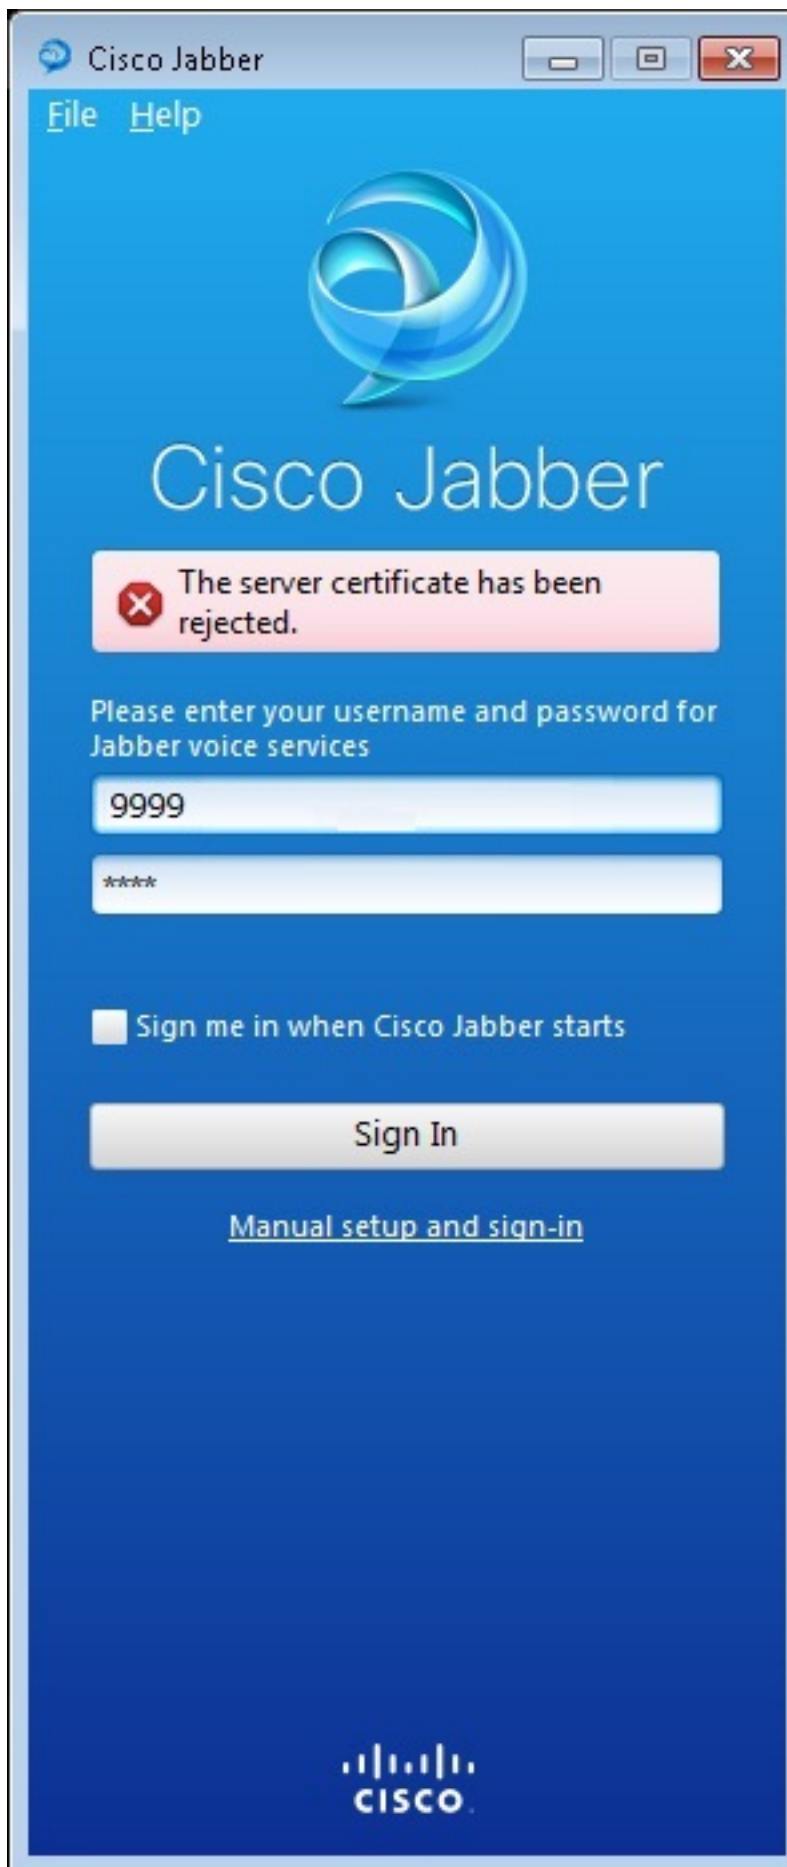 Cisco Jabber
File Help
Cisco Jabber
The server certificate has been
rejected.
Please enter your username and password for
Jabber voice services
9999
****
Sign me in when Cisco Jabber starts
Sign In
Manual setup and sign-in
CISCO